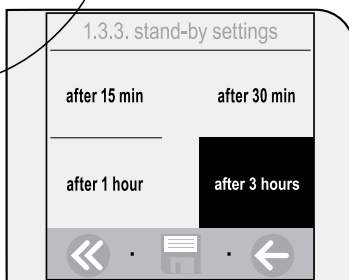 1.3.3. stand-by settings
after 15 min after 30 min
after 1 hour after 3 hours